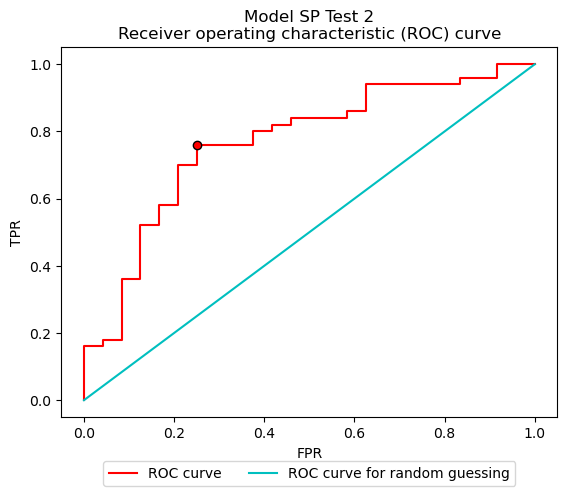 Model SP Test 2
Receiver operating characteristic (ROC) curve
1.0
0.8
0.6
0.4
0.2
0.0
TPR
0.0 0.2 0.4 0.6 0.8 1.0
FPR
ROC curve ROC curve for random guessing